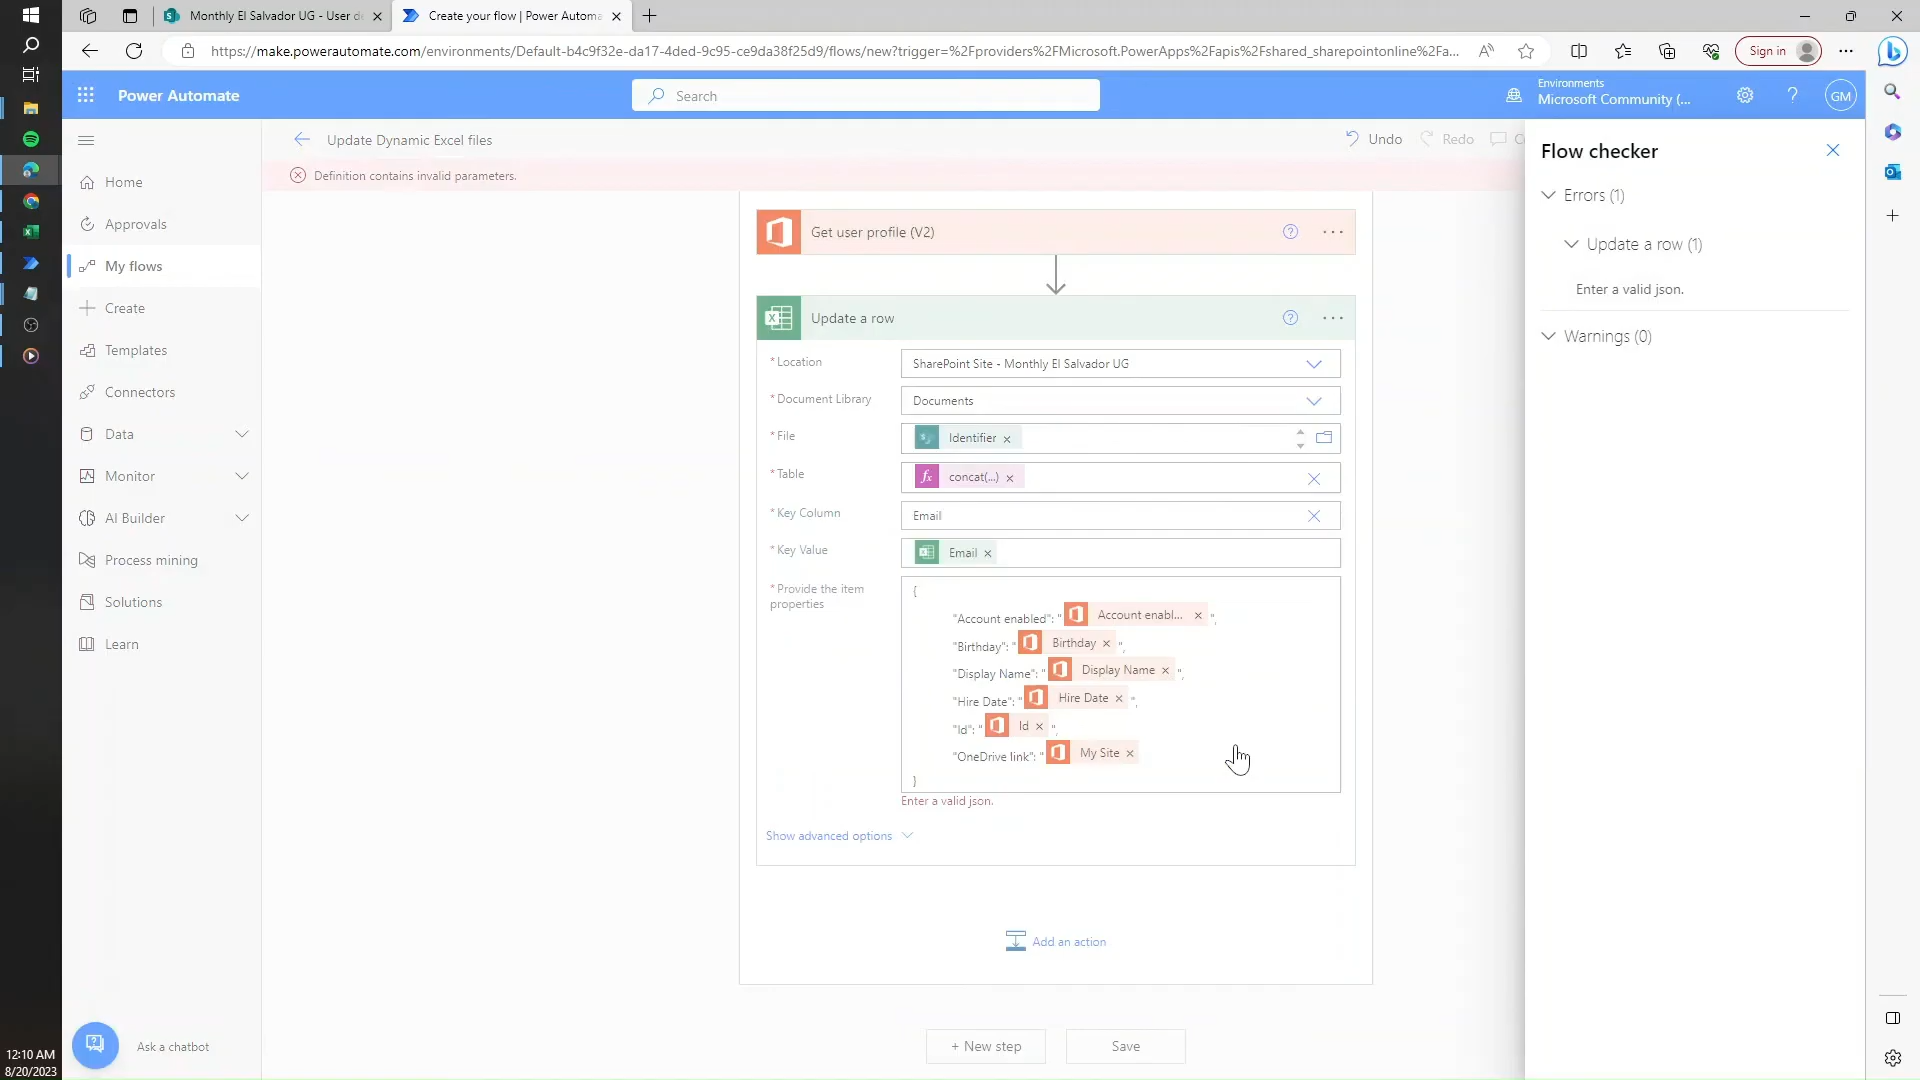 Monthly El Salvador UG - User d
Create your flow | Power Automa
https://make.powerautomate.com/environments/Default-b4c9f32e-da17-4ded-9c95-ce9da38f25d9/flows/new?trigger=%2Fproviders%2FMicrosoft.PowerApps%2Fapis%2Fshared_sharepointonline%2Fa...
Sign in
Power Automate
Search
Environments
Microsoft Community (...
GM
Update Dynamic Excel files
Undo
Redo
Definition contains invalid parameters.
Home
Approvals
My flows
Create
Templates
Connectors
Data
Monitor
AI Builder
Process mining
Solutions
Learn
Ask a chatbot
Get user profile (V2)
Update a row
* Location
SharePoint Site - Monthly El Salvador UG
* Document Library
Documents
* File
Identifier
* Table
fx concat(...)
* Key Column
Email
* Key Value
Email
* Provide the item
properties
{
"Account enabled": " Account enabl... ",
"Birthday": " Birthday ",
"Display Name": " Display Name ",
"Hire Date": " Hire Date ",
"Id": " Id ",
"OneDrive link": " My Site
}
Enter a valid json.
Show advanced options
Add an action
+ New step
Save
Flow checker
Errors (1)
Update a row (1)
Enter a valid json.
Warnings (0)
12:10 AM
8/20/2023